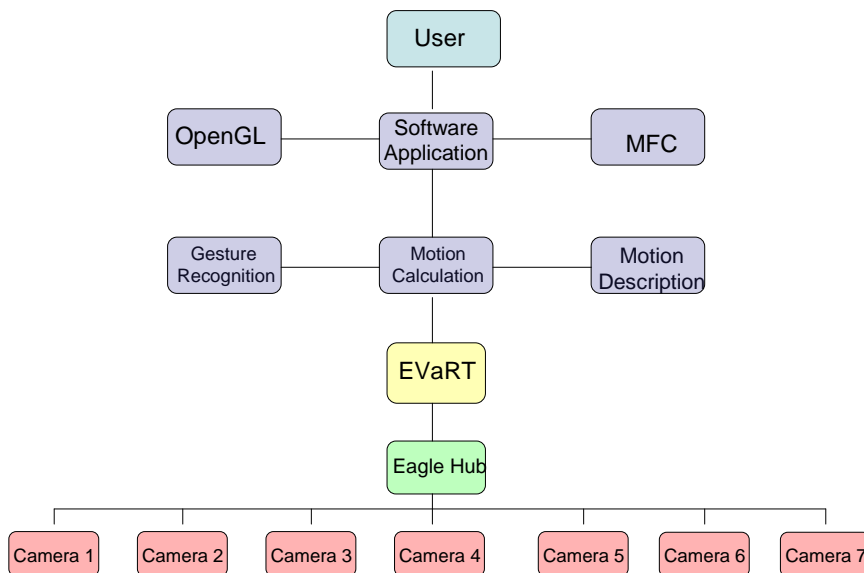 User
OpenGL
Software
Application
MFC
Gesture
Recognition
Motion
Calculation
Motion
Description
EVaRT
Eagle Hub
Camera 1
Camera 2
Camera 3
Camera 4
Camera 5
Camera 6
Camera 7